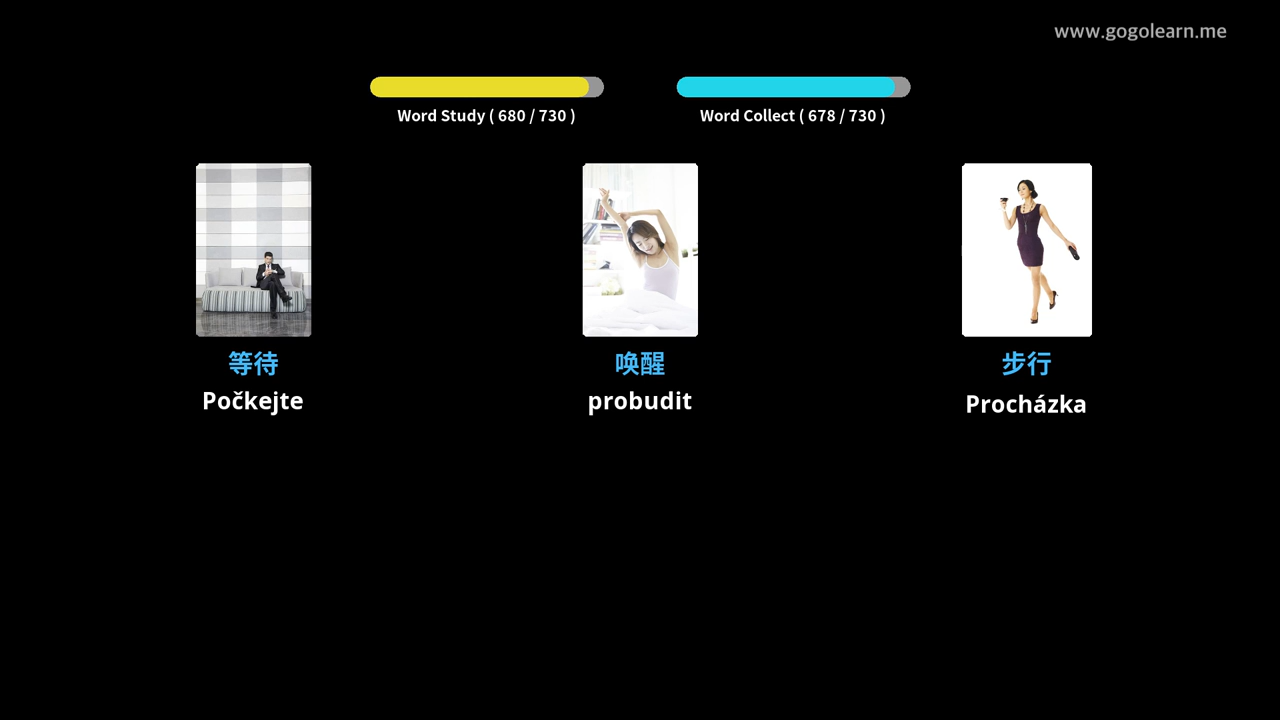 www.gogolearn.me
Word Study ( 680 / 730 )
Word Collect ( 678 / 730 )
等待
唤醒
步行
Počkejte
probudit
Procházka